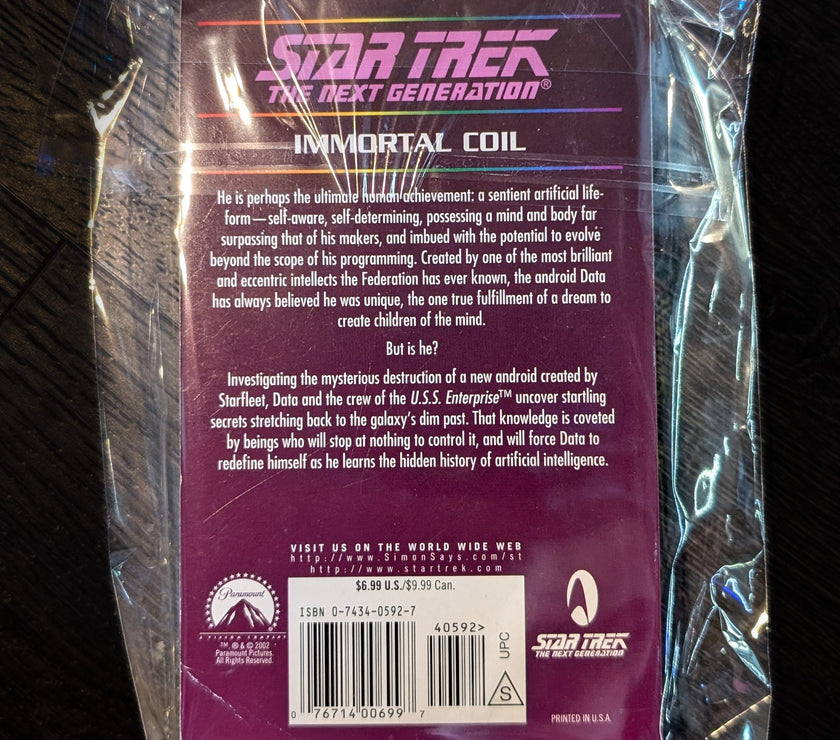 STAR TREK
THE NEXT GENERATION®
IMMORTAL COIL
He is perhaps the ultimate human achievement: a sentient artificial life-
form—self-aware, self-determining, possessing a mind and body far
surpassing that of his makers, and imbued with the potential to evolve
beyond the scope of his programming. Created by one of the most brilliant
and eccentric intellects the Federation has ever known, the android Data
has always believed he was unique, the one true fulfillment of a dream to
create children of the mind.
But is he?
Investigating the mysterious destruction of a new android created by
Starfleet, Data and the crew of the U.S.S. Enterprise™ uncover startling
secrets stretching back to the galaxy's dim past. That knowledge is coveted
by beings who will stop at nothing to control it, and will force Data to
redefine himself as he learns the hidden history of artificial intelligence.
VISIT US ON THE WORLD WIDE WEB
http://www.SimonSays.com/st
http://www.startrek.com
Paramount
A VIACOM COMPANY
™, ® & © 2002
Paramount Pictures.
All Rights Reserved.
$6.99 U.S./$9.99 Can.
ISBN 0-7434-0592-7
40592>
UPC
S
0 76714 00699 7
STAR TREK
THE NEXT GENERATION
PRINTED IN U.S.A.